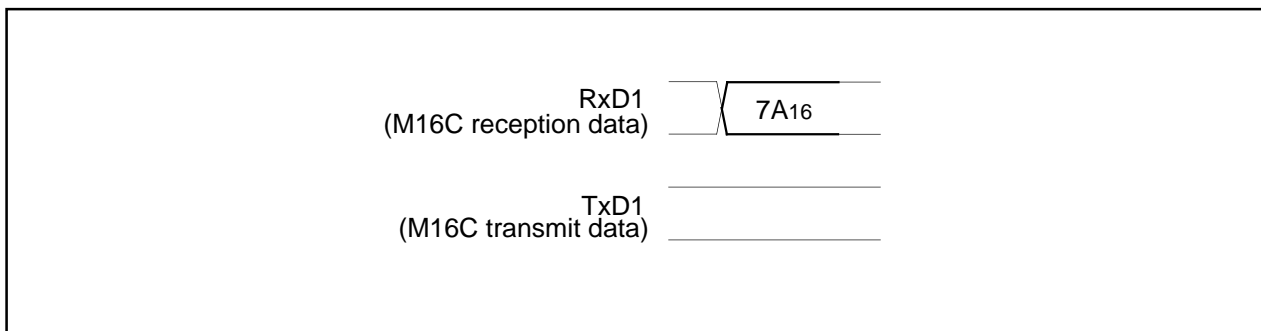 RxD1
(M16C reception data)
7A16
TxD1
(M16C transmit data)